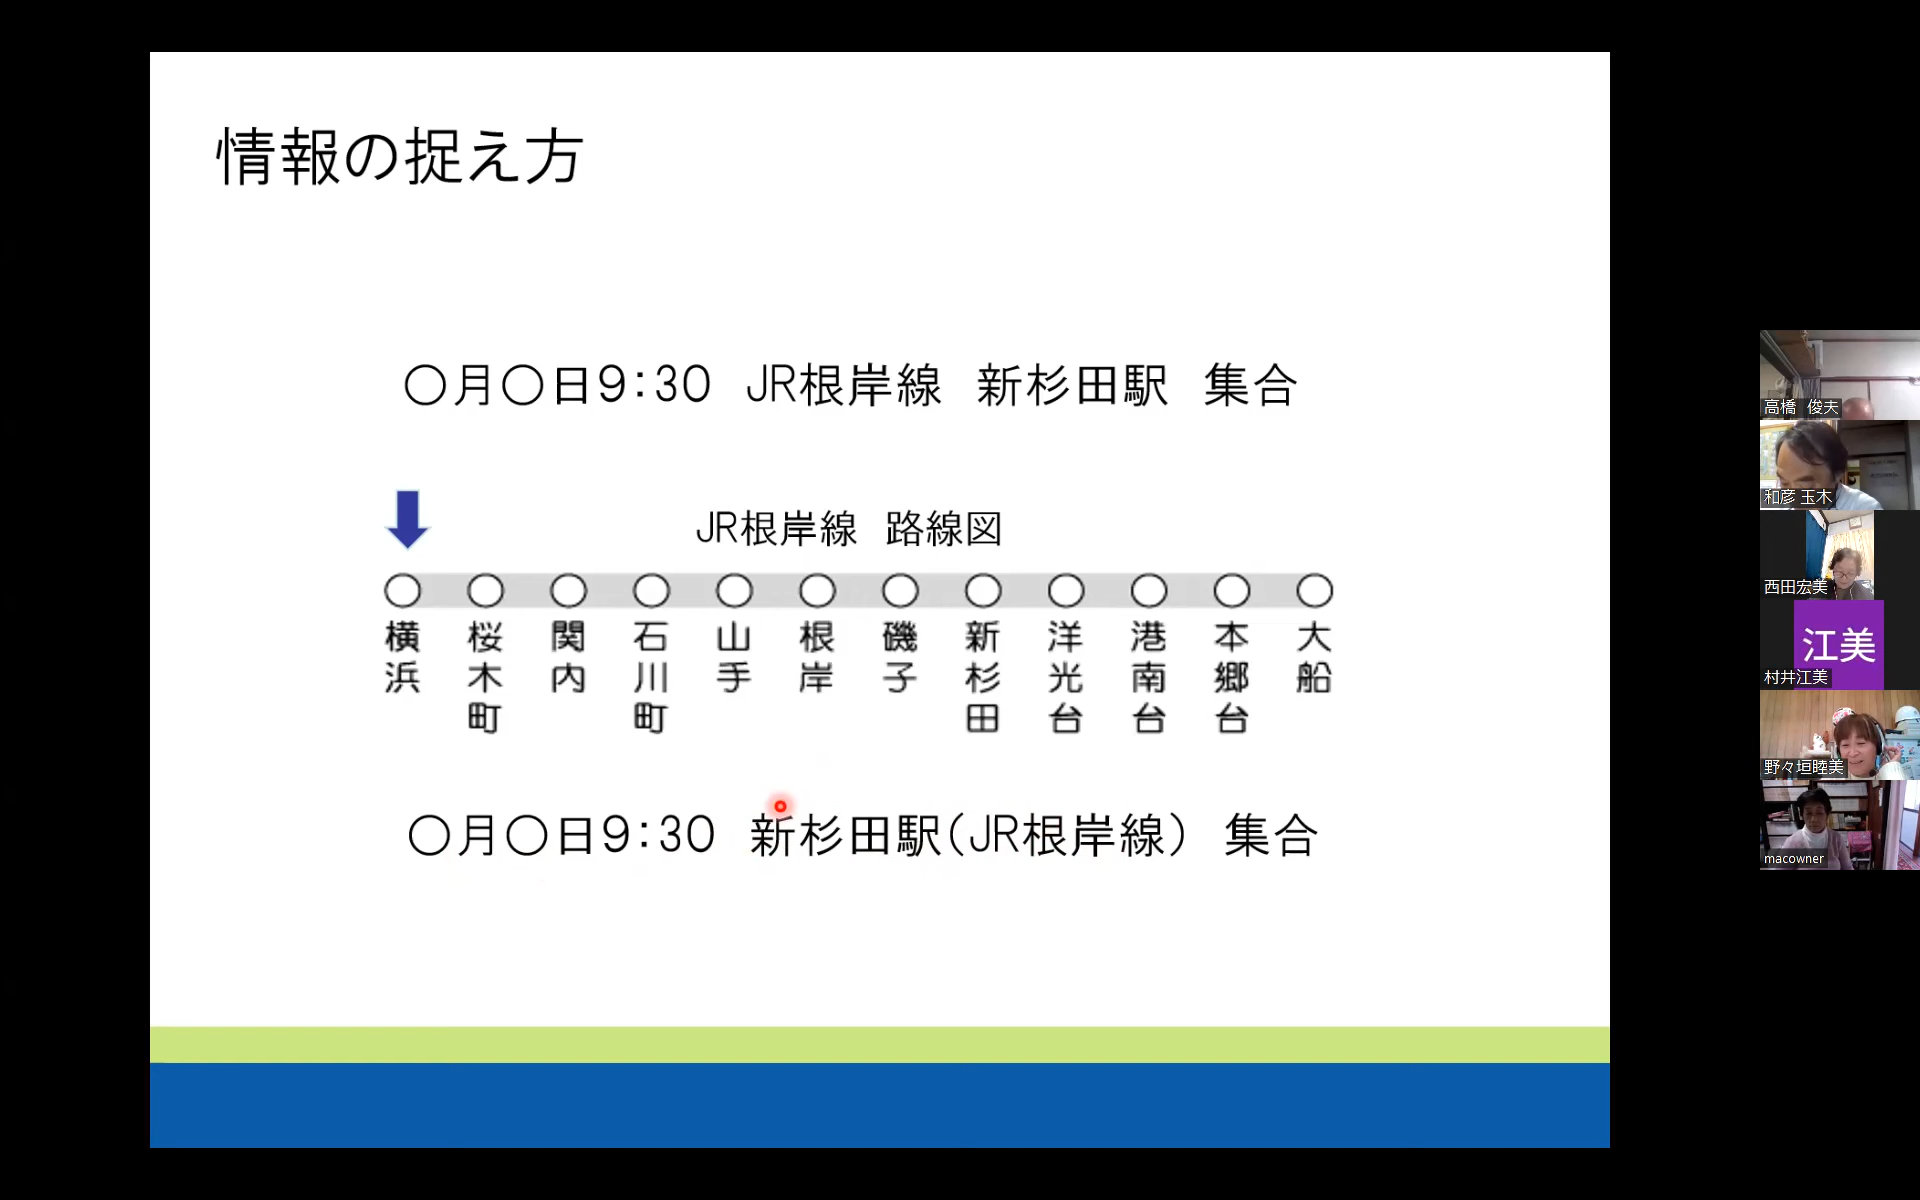 情報の捉え方
〇月〇日9:30 JR根岸線 新杉田駅 集合
JR根岸線 路線図
横浜
桜木町
関内
石川町
山手
根岸
磯子
新杉田
洋光台
港南台
本郷台
大船
〇月〇日9:30 新杉田駅(JR根岸線) 集合
高橋 俊夫
和彦 玉木
西田宏美
江美
村井江美
野々垣睦美
macowner